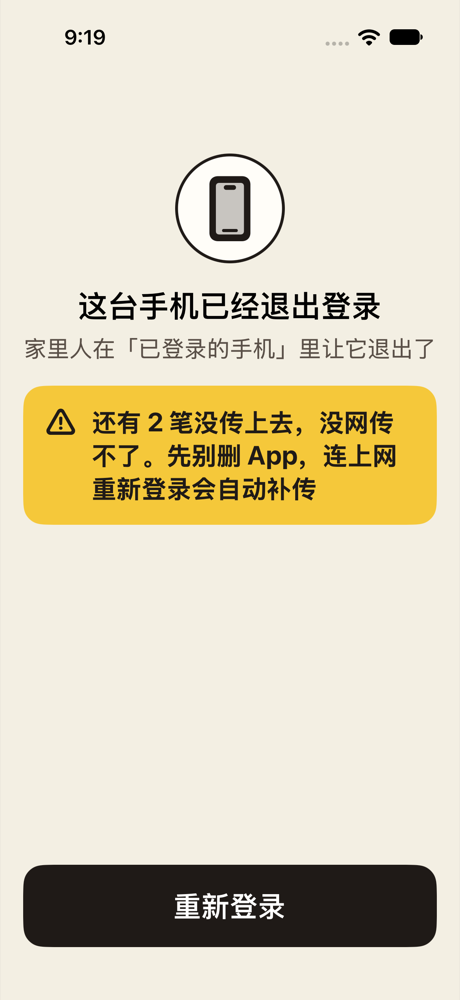 9:19
这台手机已经退出登录
家里人在「已登录的手机」里让它退出了
还有 2 笔没传上去，没网传
不了。先别删 App，连上网
重新登录会自动补传
重新登录